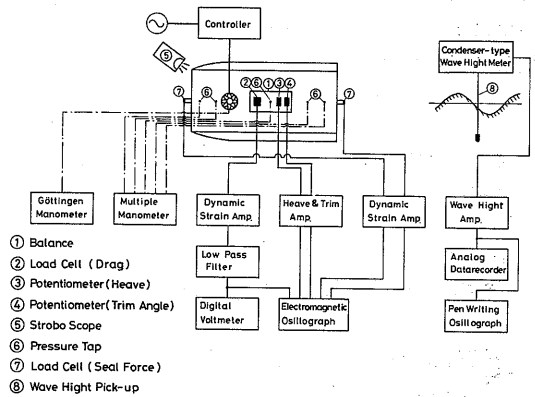 Controller
Condenser-type
Wave Hight Meter
⑤
② ⑥ ① ③ ④
⑦ ⑥ ⑥ ⑦
⑧
Göttingen
Manometer
Multiple
Manometer
Dynamic
Strain Amp.
Heave & Trim
Amp.
Dynamic
Strain Amp.
Wave Hight
Amp.
Low Pass
Filter
Analog
Datarecorder
Digital
Voltmeter
Electromagnetic
Osillograph
Pen Writing
Osillograph
① Balance
② Load Cell (Drag)
③ Potentiometer (Heave)
④ Potentiometer (Trim Angle)
⑤ Strobo Scope
⑥ Pressure Tap
⑦ Load Cell (Seal Force)
⑧ Wave Hight Pick-up